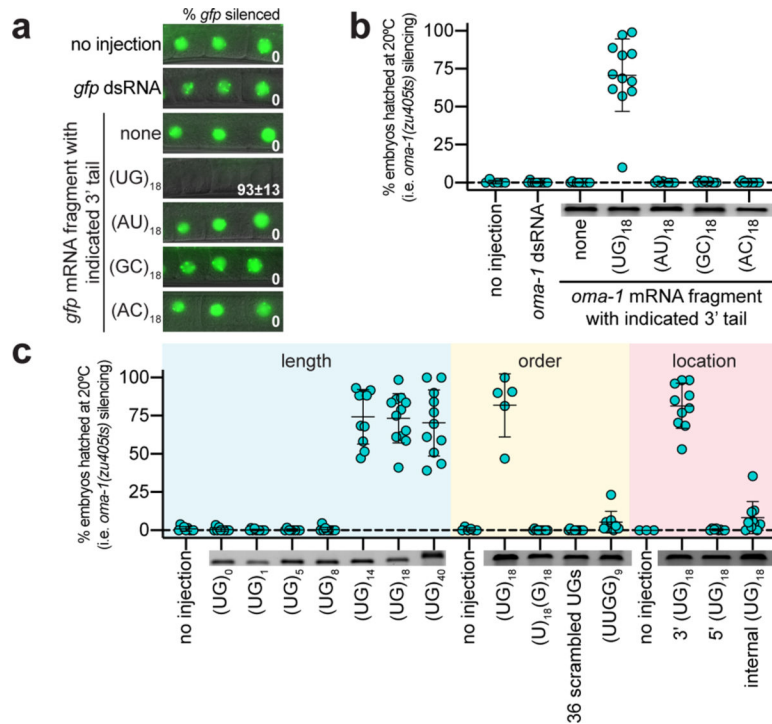 a
% gfp silenced
no injection
0
gfp dsRNA
0
gfp mRNA fragment with
indicated 3' tail
none
0
(UG)18
93±13
(AU)18
0
(GC)18
0
(AC)18
0
b
% embryos hatched at 20ºC
(i.e. oma-1(zu405ts) silencing)
100
75
50
25
0
no injection
oma-1 dsRNA
none
(UG)18
(AU)18
(GC)18
(AC)18
oma-1 mRNA fragment
with indicated 3' tail
c
% embryos hatched at 20ºC
(i.e. oma-1(zu405ts) silencing)
100
75
50
25
0
length
order
location
no injection
(UG)0
(UG)1
(UG)5
(UG)8
(UG)14
(UG)18
(UG)40
no injection
(UG)18
(U)18(G)18
36 scrambled UGs
(UUGG)9
no injection
3' (UG)18
5' (UG)18
internal (UG)18